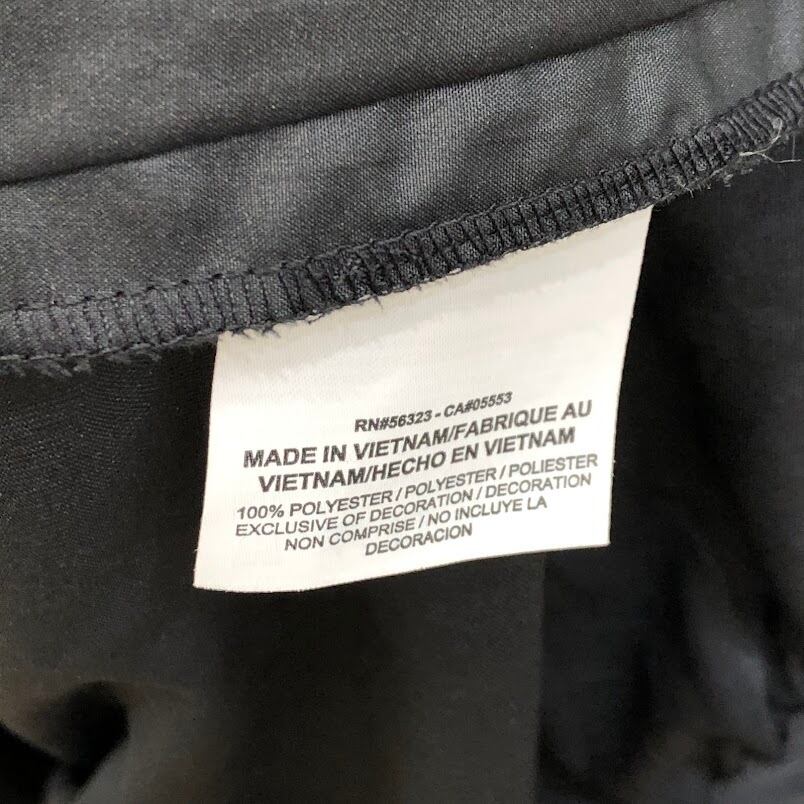 RN#56323 - CA#05553
MADE IN VIETNAM/FABRIQUE AU
VIETNAM/HECHO EN VIETNAM
100% POLYESTER / POLYESTER / POLIESTER
EXCLUSIVE OF DECORATION / DECORATION
NON COMPRISE / NO INCLUYE LA
DECORACION